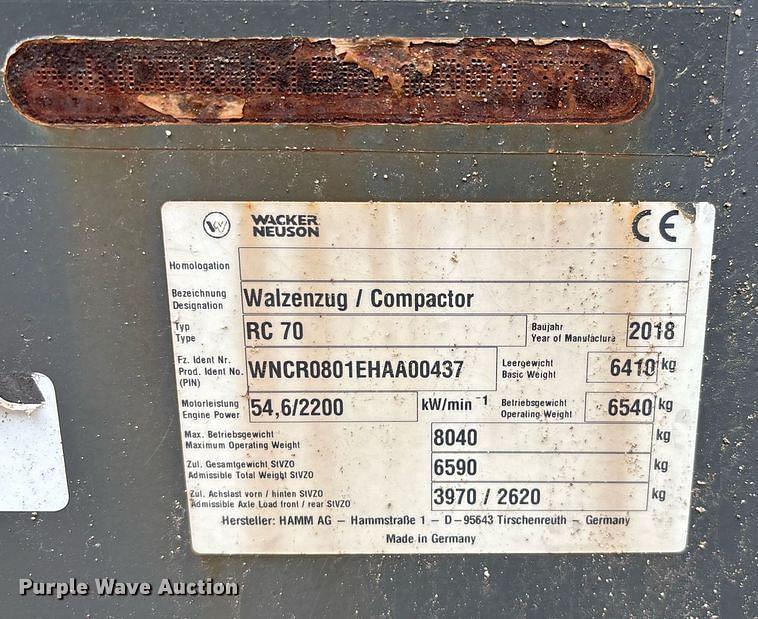 WACKER
NEUSON
CE
Homologation
Bezeichnung
Designation
Walzenzug / Compactor
Typ
Type
RC 70
Baujahr
Year of Manufacture
2018
Fz. Ident Nr.
Prod. Ident No.
(PIN)
WNCR0801EHAA00437
Leergewicht
Basic Weight
6410 kg
Motorleistung
Engine Power
54,6/2200 kW/min -1
Betriebsgewicht
Operating Weight
6540 kg
Max. Betriebsgewicht
Maximum Operating Weight
8040 kg
Zul. Gesamtgewicht StVZO
Admissible Total Weight StVZO
6590 kg
Zul. Achslast vorn / hinten StVZO
Admissible Axle Load front / rear StVZO
3970 / 2620 kg
Hersteller: HAMM AG – Hammstraße 1 – D-95643 Tirschenreuth – Germany
Made in Germany
Purple Wave Auction